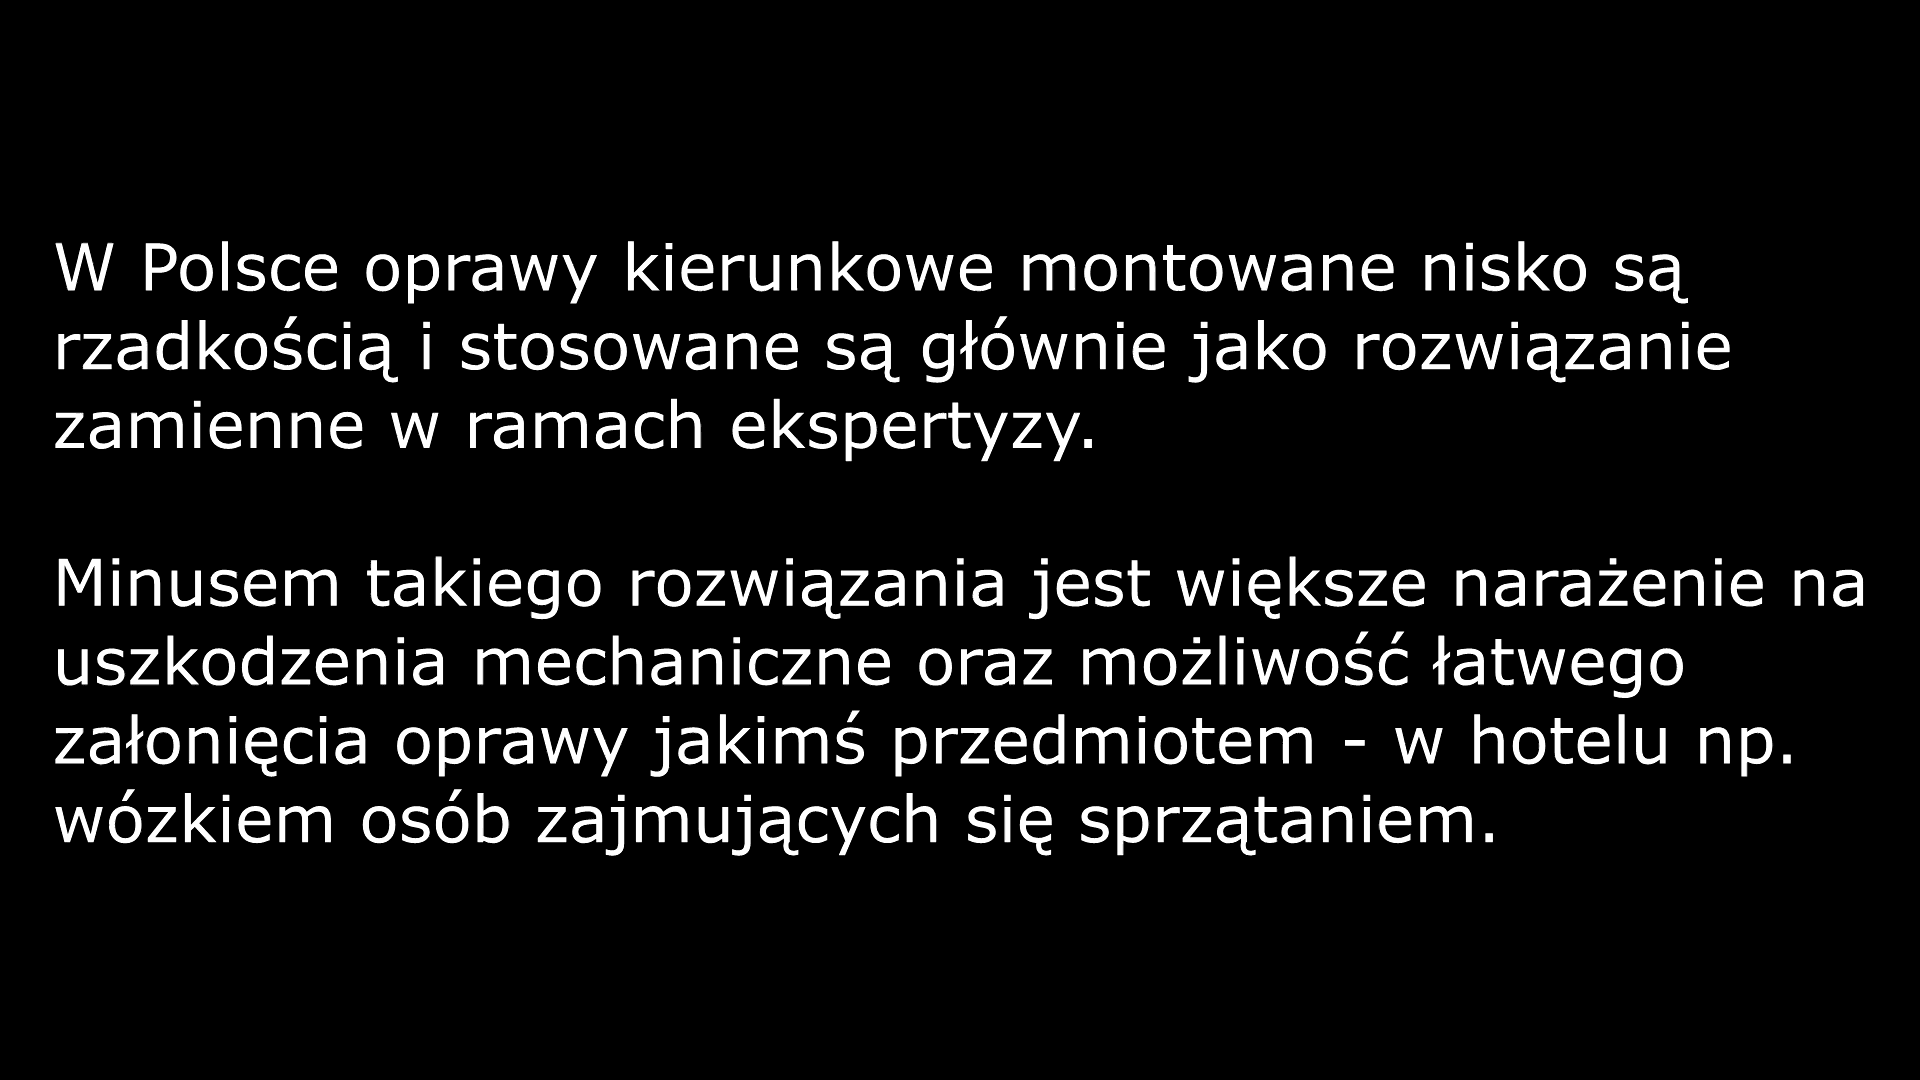 W Polsce oprawy kierunkowe montowane nisko są
rzadkością i stosowane są głównie jako rozwiązanie
zamienne w ramach ekspertyzy.
Minusem takiego rozwiązania jest większe narażenie na
uszkodzenia mechaniczne oraz możliwość łatwego
załonięcia oprawy jakimś przedmiotem - w hotelu np.
wózkiem osób zajmujących się sprzątaniem.